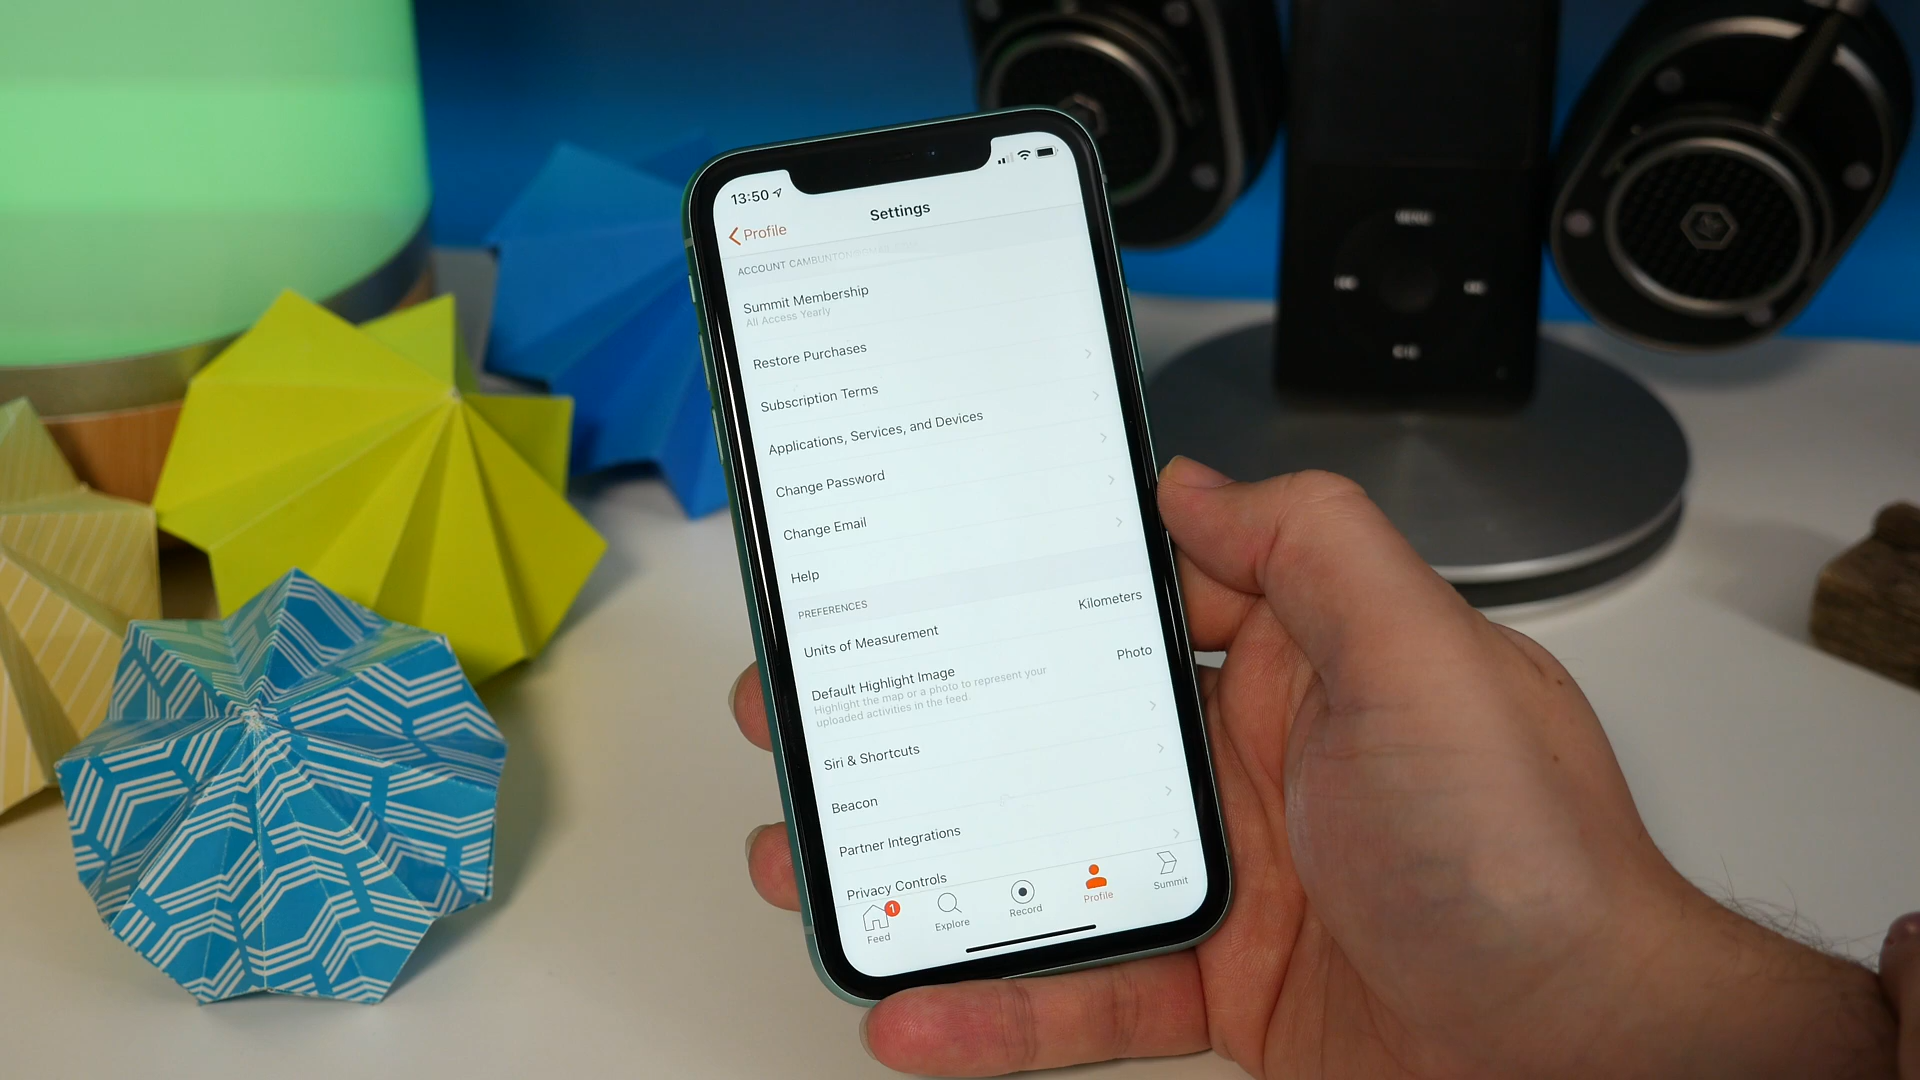 13:50
Profile
Settings
ACCOUNT
Summit Membership
All Access Yearly
Restore Purchases
Subscription Terms
Applications, Services, and Devices
Change Password
Change Email
Help
PREFERENCES
Units of Measurement Kilometers
Default Highlight Image Photo
Highlight the map or a photo to represent your
uploaded activities in the feed.
Siri & Shortcuts
Beacon
Partner Integrations
Privacy Controls
1
Feed Explore Record Profile Summit
MENU